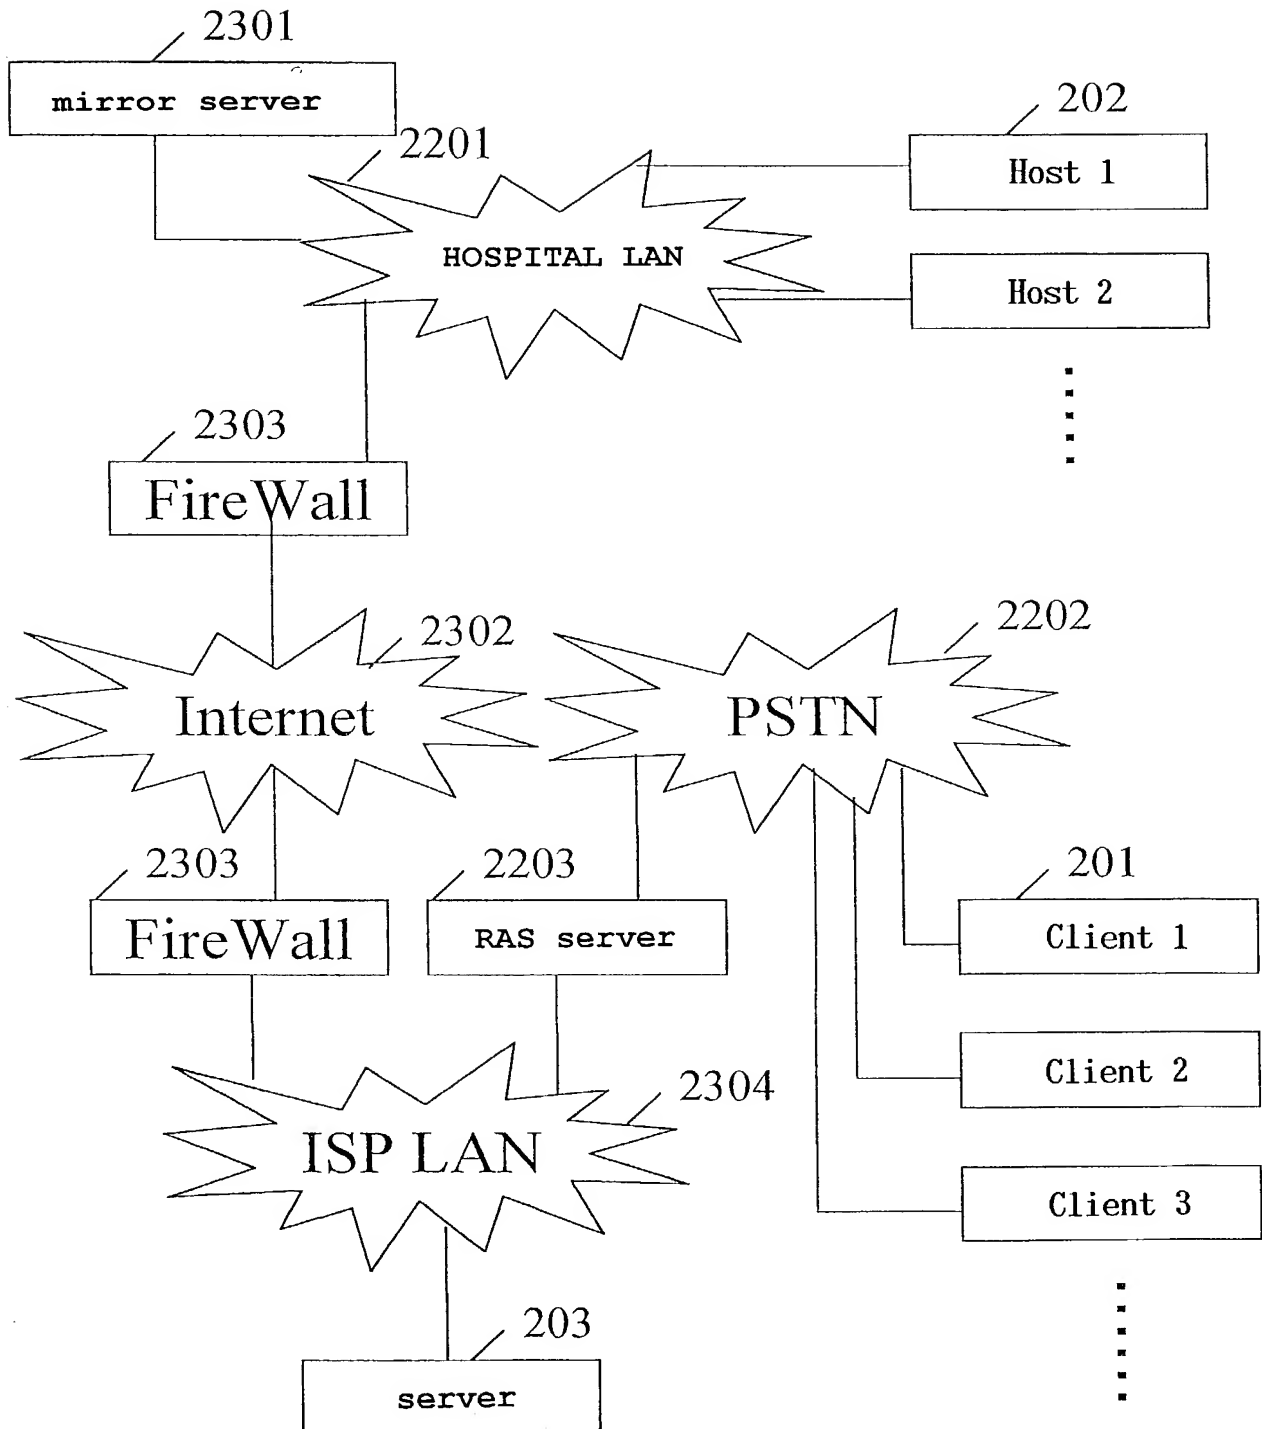 2301
mirror server
202
2201
Host 1
HOSPITAL LAN
Host 2
2303
FireWall
2302
2202
Internet
PSTN
2303
2203
201
FireWall
RAS server
Client 1
2304
Client 2
ISP LAN
Client 3
203
server